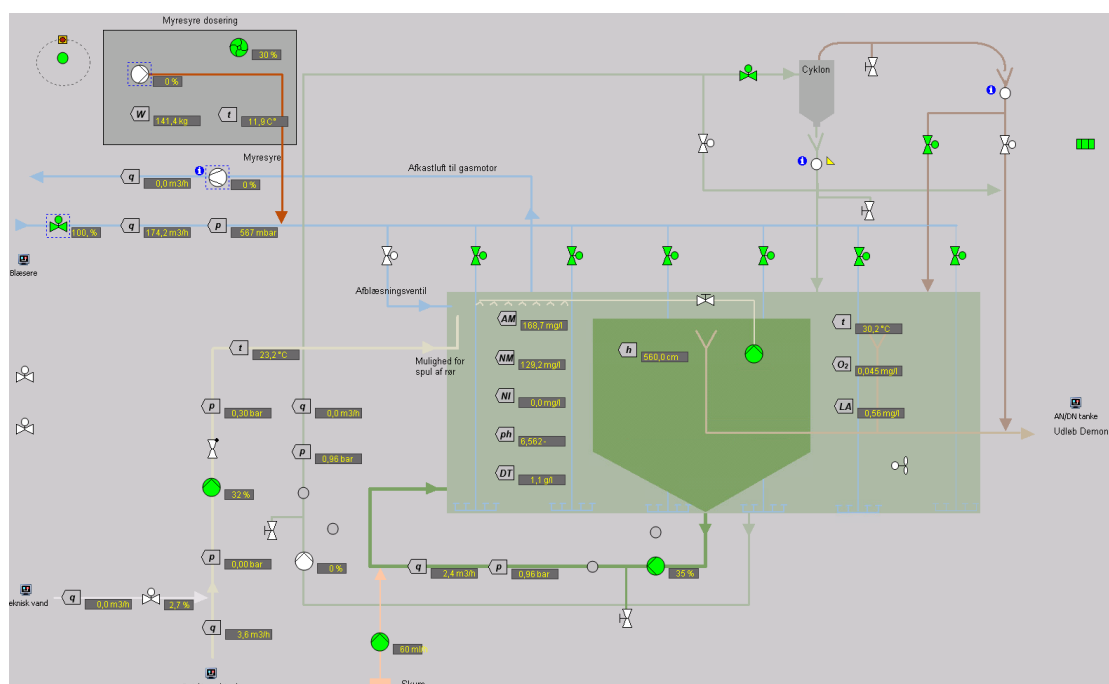 Myresyre dosering
30 %
0 %
W
141,4 kg
t
11,9 C°
Myresyre
Cyklon
q
0,0 m3/h
0 %
Afkastluft til gasmotor
100, %
q
174,2 m3/h
p
567 mbar
Blæsere
Afblæsningsventil
AM
168,7 mg/l
t
30,2 °C
t
23,2 °C
Mulighed for
spul af rør
NM
129,2 mg/l
h
560,0 cm
O2
0,045 mg/l
NI
0,0 mg/l
LA
0,56 mg/l
p
0,30 bar
q
0,0 m3/h
AN/DN tanke
Udløb Demon
ph
6,562 -
p
0,96 bar
DT
1,1 g/l
32 %
p
0,00 bar
0 %
q
2,4 m3/h
p
0,96 bar
35 %
eknisk vand
q
0,0 m3/h
2,7 %
q
3,6 m3/h
60 ml